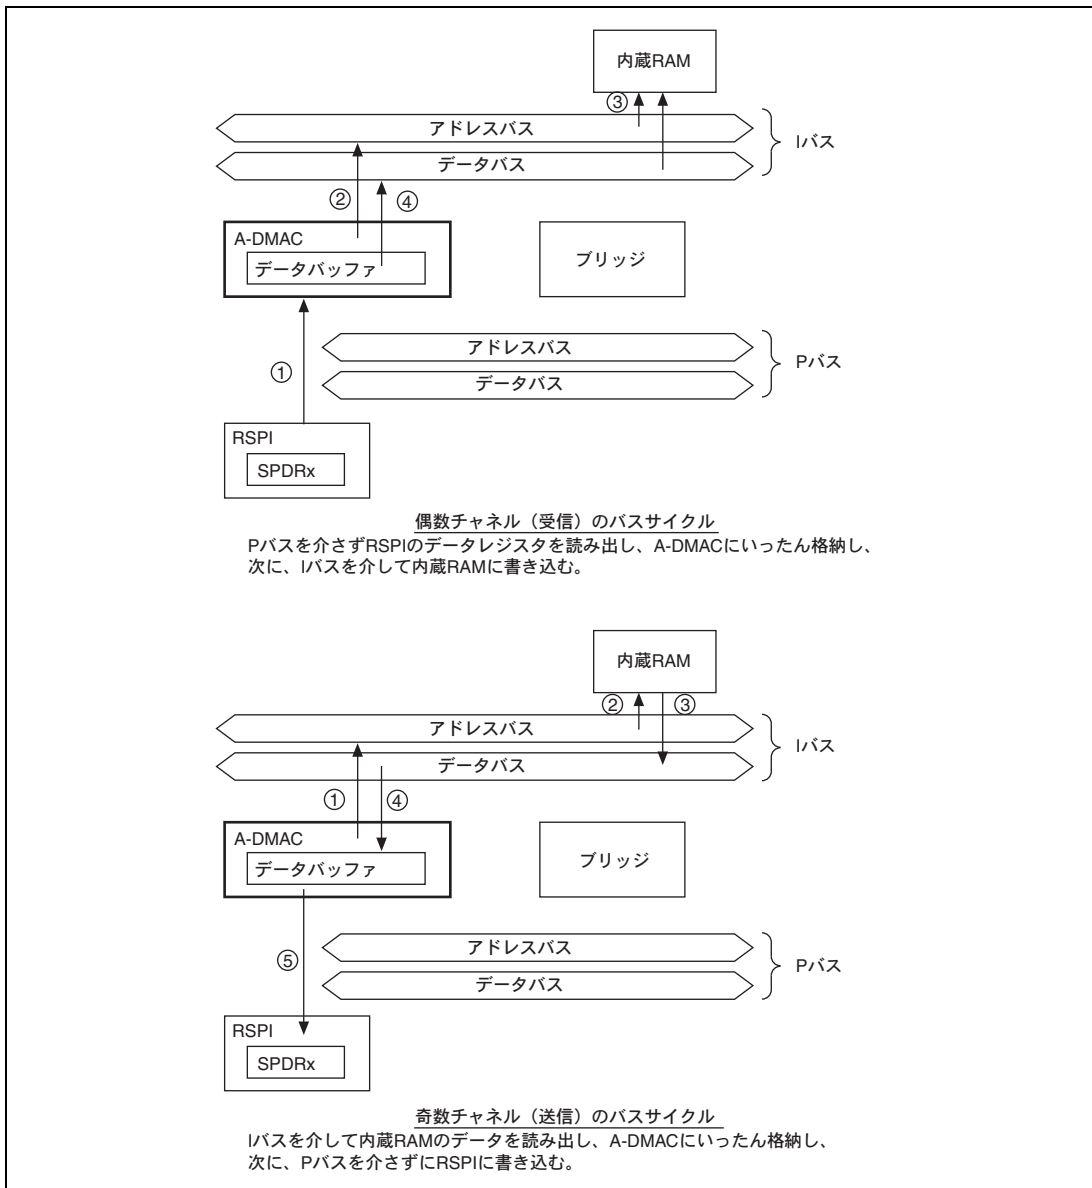 内蔵RAM
③
アドレスバス
データバス
Iバス
② ④
A-DMAC
データバッファ
ブリッジ
アドレスバス
データバス
Pバス
①
RSPI
SPDRx
偶数チャネル（受信）のバスサイクル
Pバスを介さずRSPIのデータレジスタを読み出し、A-DMACにいったん格納し、
次に、Iバスを介して内蔵RAMに書き込む。
内蔵RAM
② ③
アドレスバス
データバス
Iバス
① ④
A-DMAC
データバッファ
ブリッジ
アドレスバス
データバス
Pバス
⑤
RSPI
SPDRx
奇数チャネル（送信）のバスサイクル
Iバスを介して内蔵RAMのデータを読み出し、A-DMACにいったん格納し、
次に、Pバスを介さずにRSPIに書き込む。